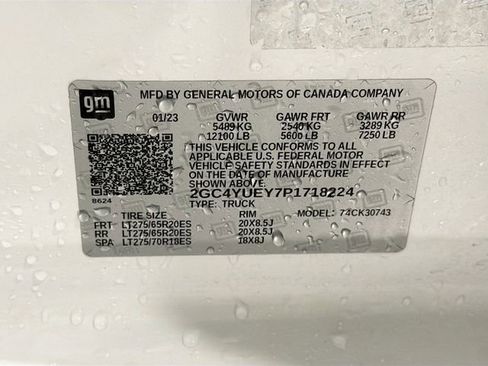 gm
MFD BY GENERAL MOTORS OF CANADA COMPANY
01/23 GVWR GAWR FRT GAWR RR
5489 KG 2540 KG 3289 KG
12100 LB 5600 LB 7250 LB
THIS VEHICLE CONFORMS TO ALL
APPLICABLE U.S. FEDERAL MOTOR
VEHICLE SAFETY STANDARDS IN EFFECT
ON THE DATE OF MANUFACTURE SHOWN ABOVE.
2GC4YUEY7P1718224
8624
TYPE: TRUCK
TIRE SIZE RIM MODEL: 74CK30743
FRT LT275/65R20ES 20X8.5J
RR LT275/65R20ES 20X8.5J
SPA LT275/70R18ES 18X8J